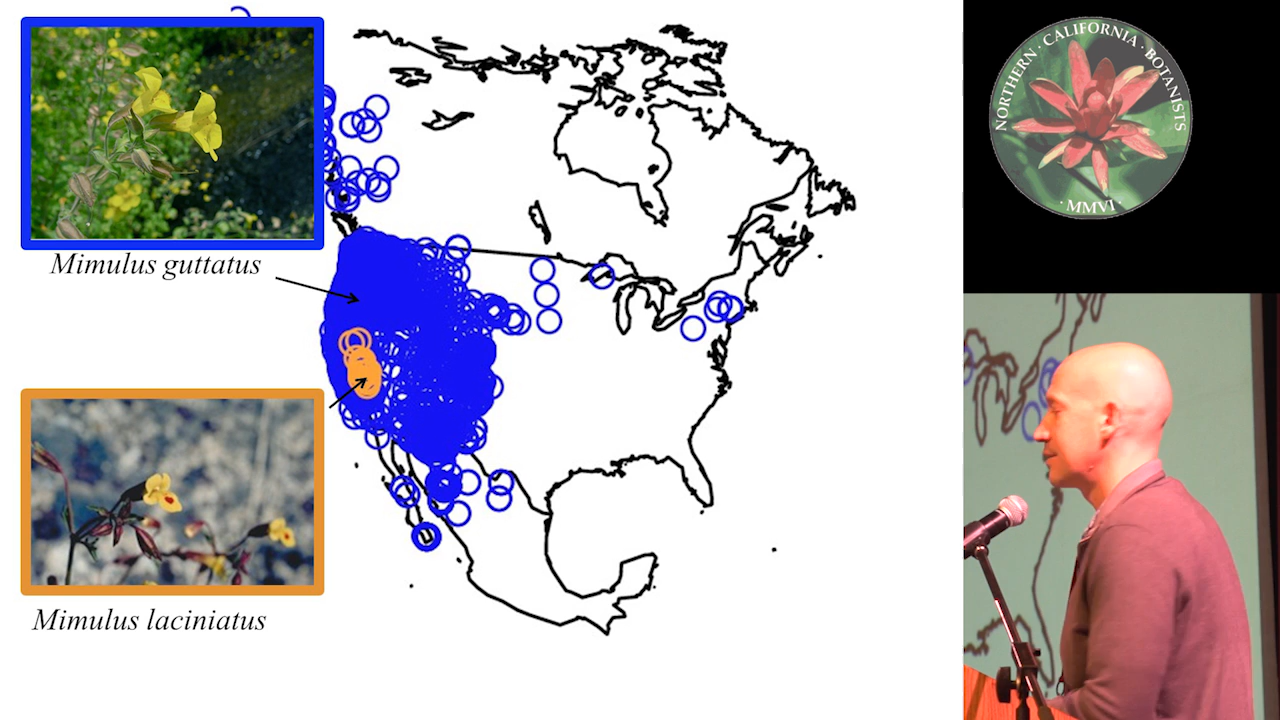 Mimulus guttatus
Mimulus laciniatus
NORTHERN · CALIFORNIA · BOTANISTS
· MMVI ·